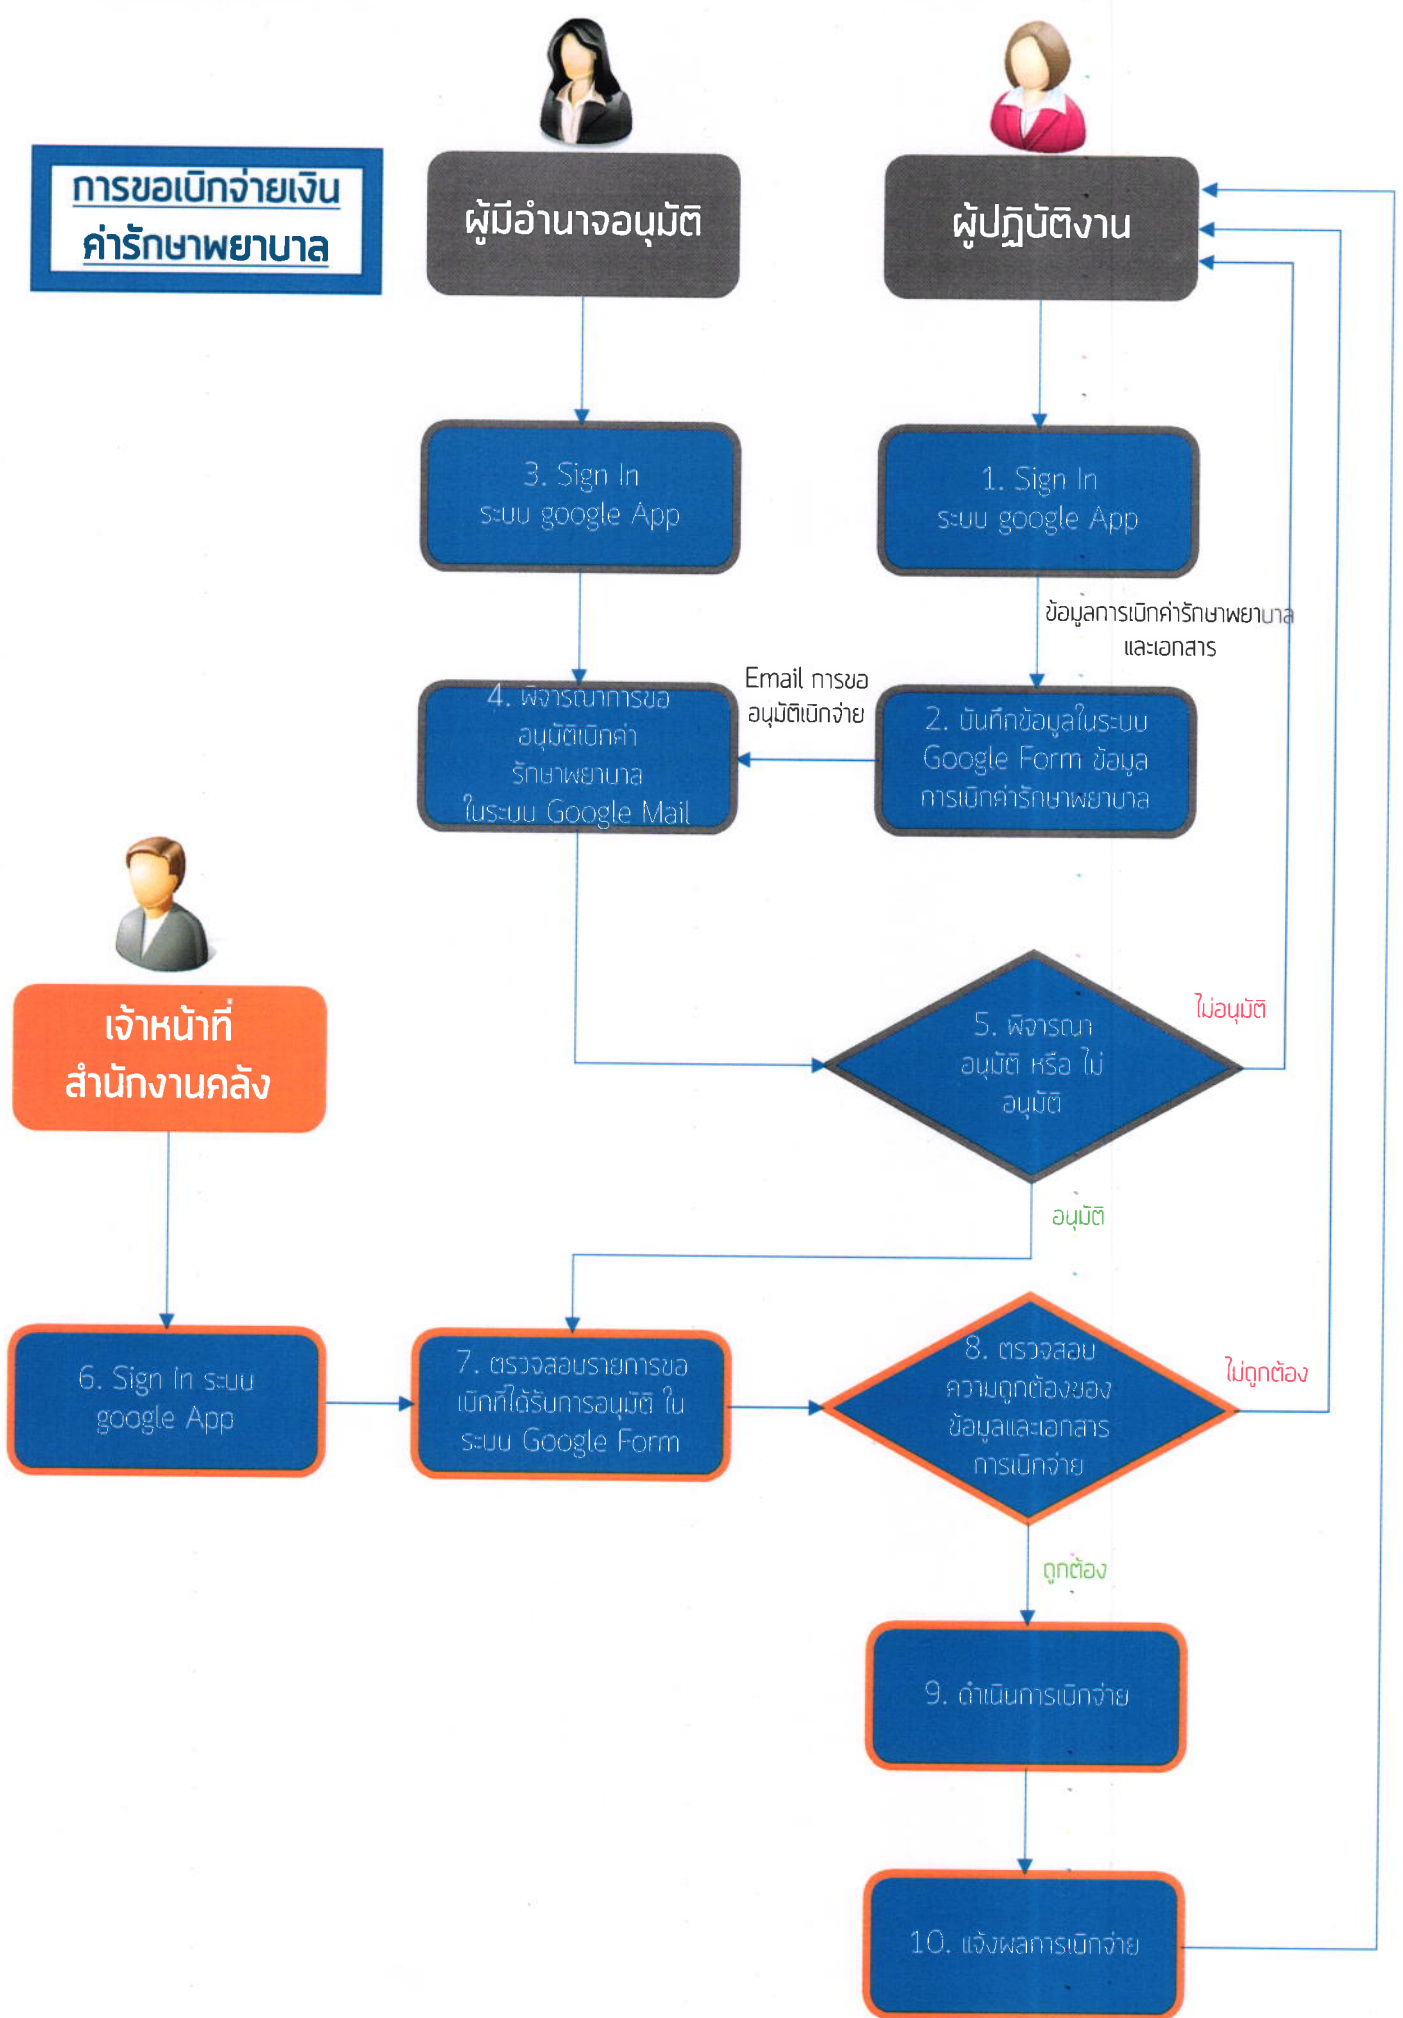 การขอเบิกจ่ายเงิน
ค่ารักษาพยาบาล
ผู้มีอำนาจอนุมัติ
ผู้ปฏิบัติงาน
3. Sign In
ระบบ google App
1. Sign In
ระบบ google App
ข้อมูลการเบิกค่ารักษาพยาบาล
และเอกสาร
Email การขอ
อนุมัติเบิกจ่าย
4. พิจารณาการขอ
อนุมัติเบิกค่า
รักษาพยาบาล
ในระบบ Google Mail
2. บันทึกข้อมูลในระบบ
Google Form ข้อมูล
การเบิกค่ารักษาพยาบาล
เจ้าหน้าที่
สำนักงานคลัง
5. พิจารณา
อนุมัติ หรือ ไม่
อนุมัติ
ไม่อนุมัติ
อนุมัติ
6. Sign In ระบบ
google App
7. ตรวจสอบรายการขอ
เบิกที่ได้รับการอนุมัติ ใน
ระบบ Google Form
8. ตรวจสอบ
ความถูกต้องของ
ข้อมูลและเอกสาร
การเบิกจ่าย
ไม่ถูกต้อง
ถูกต้อง
9. ดำเนินการเบิกจ่าย
10. แจ้งผลการเบิกจ่าย